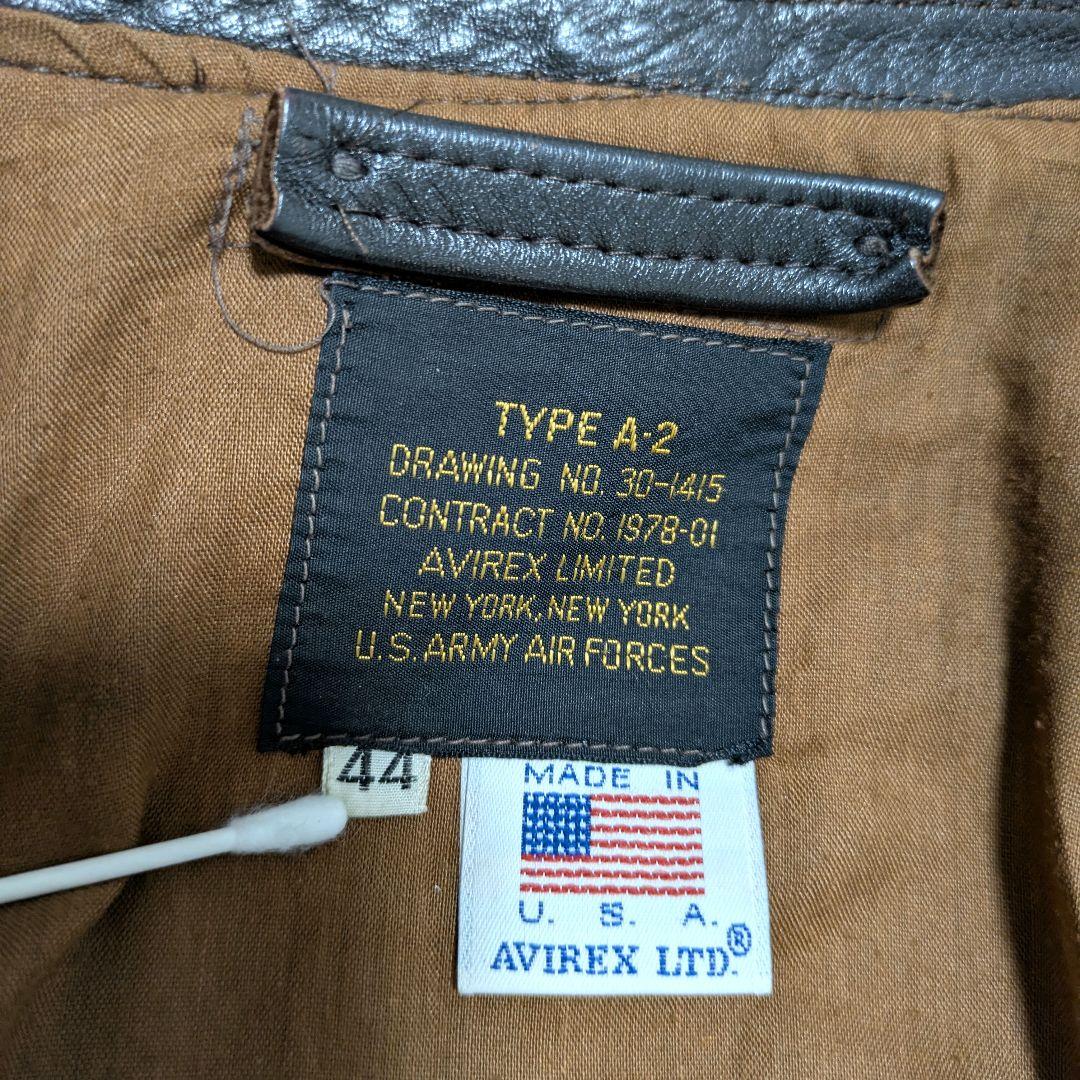 TYPE A-2
DRAWING NO. 30-1415
CONTRACT NO. 1978-01
AVIREX LIMITED
NEW YORK, NEW YORK
U.S. ARMY AIR FORCES
44
MADE IN
U. S. A.
AVIREX LTD.®